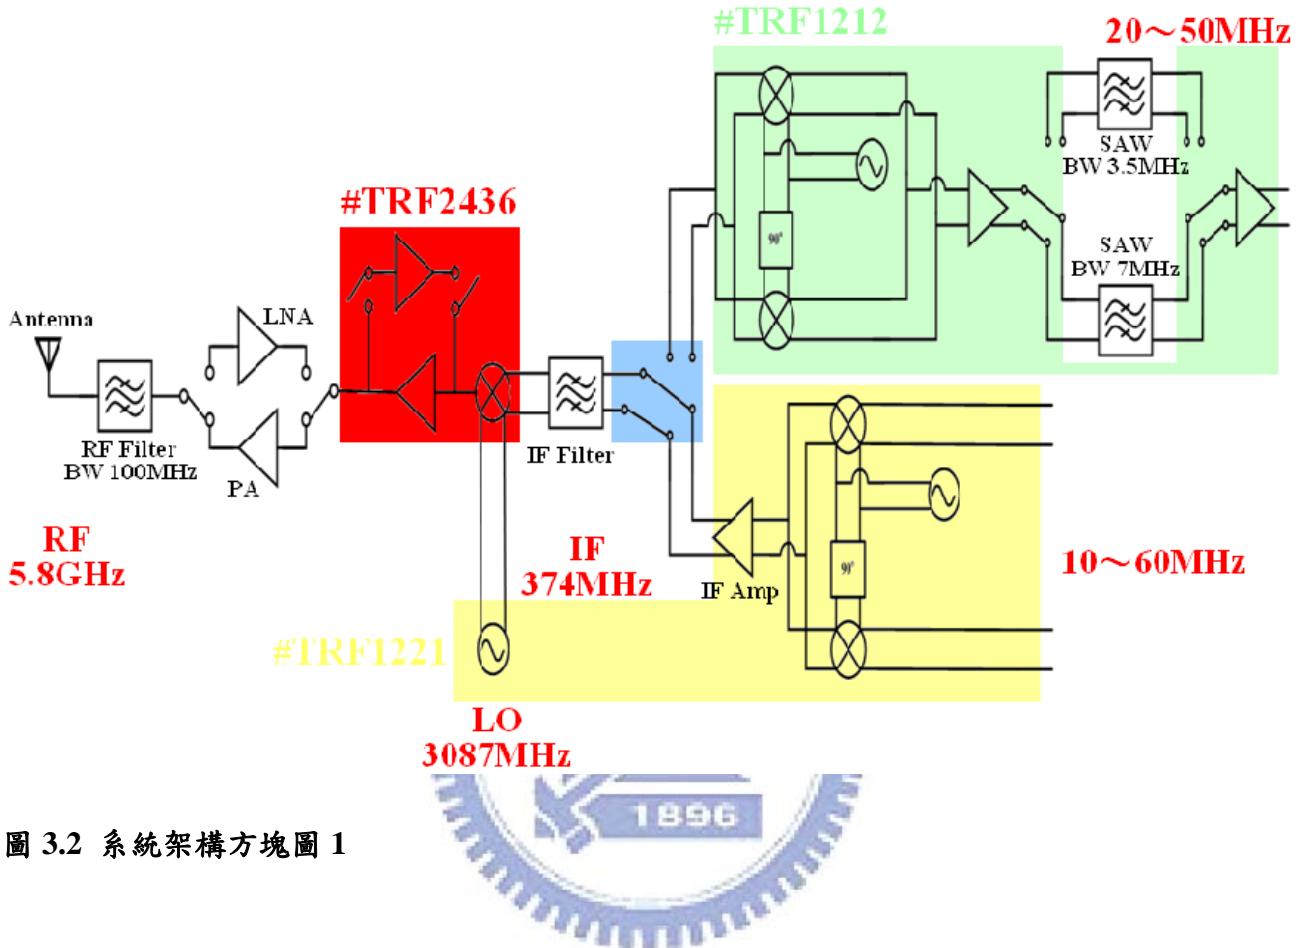 #TRF1212
20～50MHz
SAW
BW 3.5MHz
#TRF2436
90°
SAW
BW 7MHz
Antenna
LNA
RF Filter
BW 100MHz
PA
IF Filter
RF
5.8GHz
IF
374MHz
IF Amp
90°
10～60MHz
#TRF1221
LO
3087MHz
1896
圖 3.2 系統架構方塊圖 1